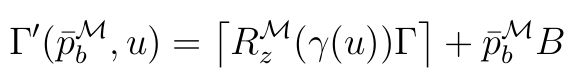 Γ′(p̄_b^ℳ, u) = ⌈R_z^ℳ(γ(u))Γ⌉ + p̄_b^ℳ B